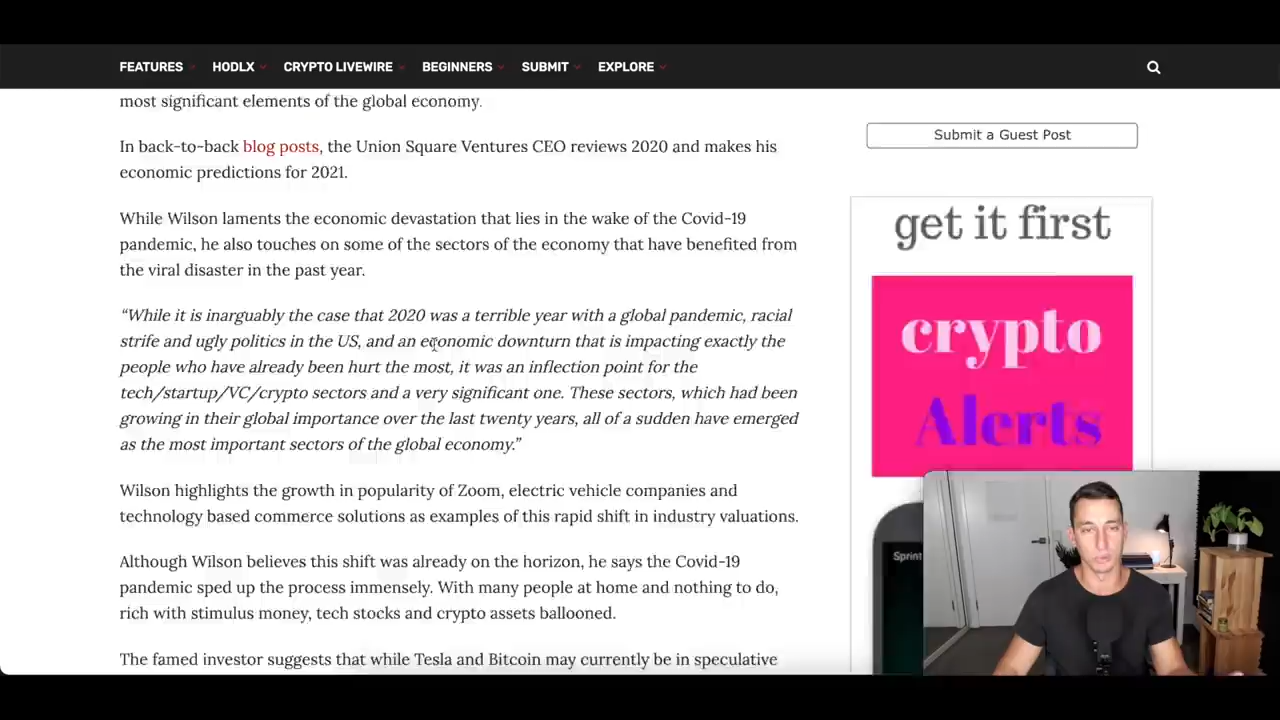 FEATURES HODLX CRYPTO LIVEWIRE BEGINNERS SUBMIT EXPLORE
most significant elements of the global economy.
In back-to-back blog posts, the Union Square Ventures CEO reviews 2020 and makes his
economic predictions for 2021.
While Wilson laments the economic devastation that lies in the wake of the Covid-19
pandemic, he also touches on some of the sectors of the economy that have benefited from
the viral disaster in the past year.
“While it is inarguably the case that 2020 was a terrible year with a global pandemic, racial
strife and ugly politics in the US, and an economic downturn that is impacting exactly the
people who have already been hurt the most, it was an inflection point for the
tech/startup/VC/crypto sectors and a very significant one. These sectors, which had been
growing in their global importance over the last twenty years, all of a sudden have emerged
as the most important sectors of the global economy.”
Wilson highlights the growth in popularity of Zoom, electric vehicle companies and
technology based commerce solutions as examples of this rapid shift in industry valuations.
Although Wilson believes this shift was already on the horizon, he says the Covid-19
pandemic sped up the process immensely. With many people at home and nothing to do,
rich with stimulus money, tech stocks and crypto assets ballooned.
The famed investor suggests that while Tesla and Bitcoin may currently be in speculative
Submit a Guest Post
get it first
crypto
Alerts
Sprint